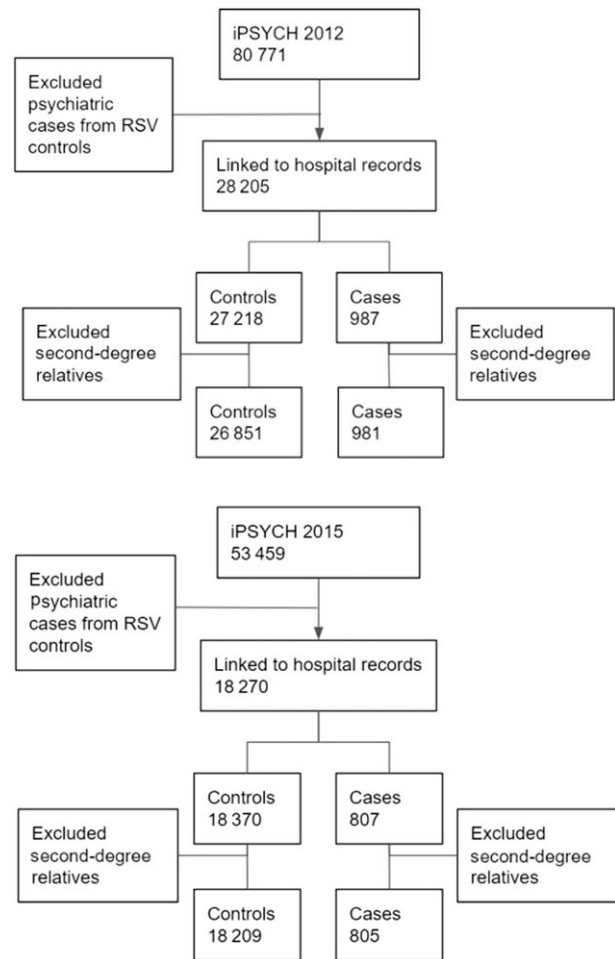 iPSYCH 2012
80 771
Excluded
psychiatric
cases from RSV
controls
Linked to hospital records
28 205
Controls
27 218
Cases
987
Excluded
second-degree
relatives
Excluded
second-degree
relatives
Controls
26 851
Cases
981
iPSYCH 2015
53 459
Excluded
psychiatric
cases from RSV
controls
Linked to hospital records
18 270
Controls
18 370
Cases
807
Excluded
second-degree
relatives
Excluded
second-degree
relatives
Controls
18 209
Cases
805